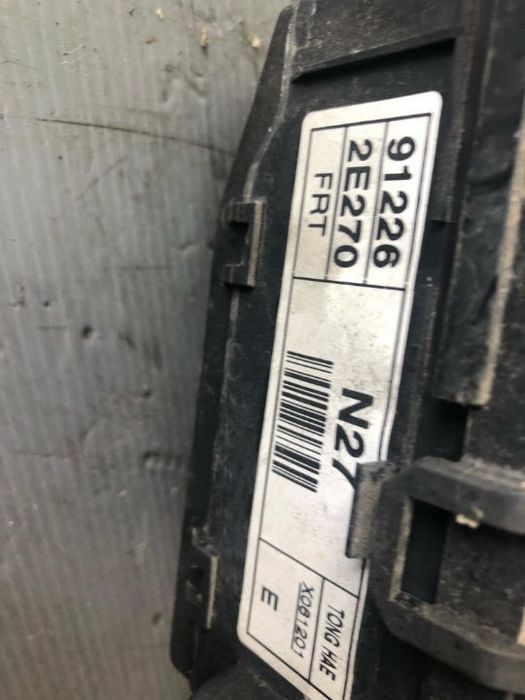 91226
2E270
FRT
N27
TONG HAE
X081201
E